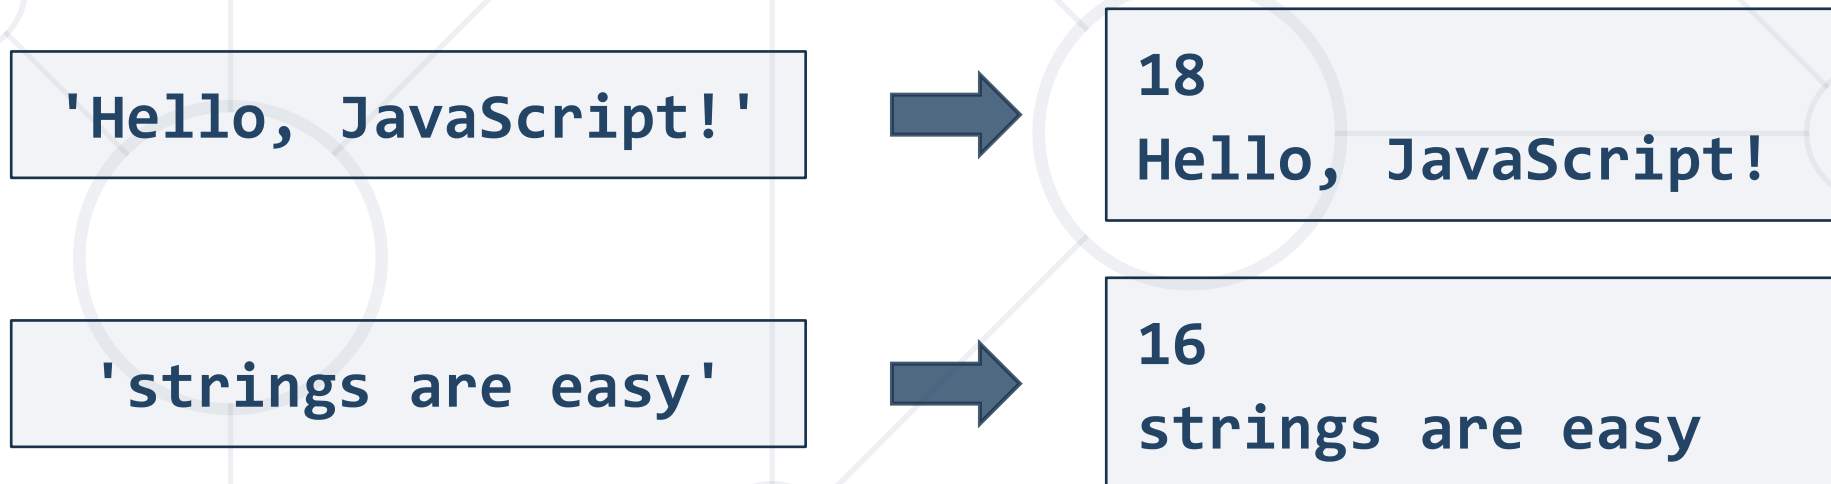 'Hello, JavaScript!'
18
Hello, JavaScript!
'strings are easy'
16
strings are easy